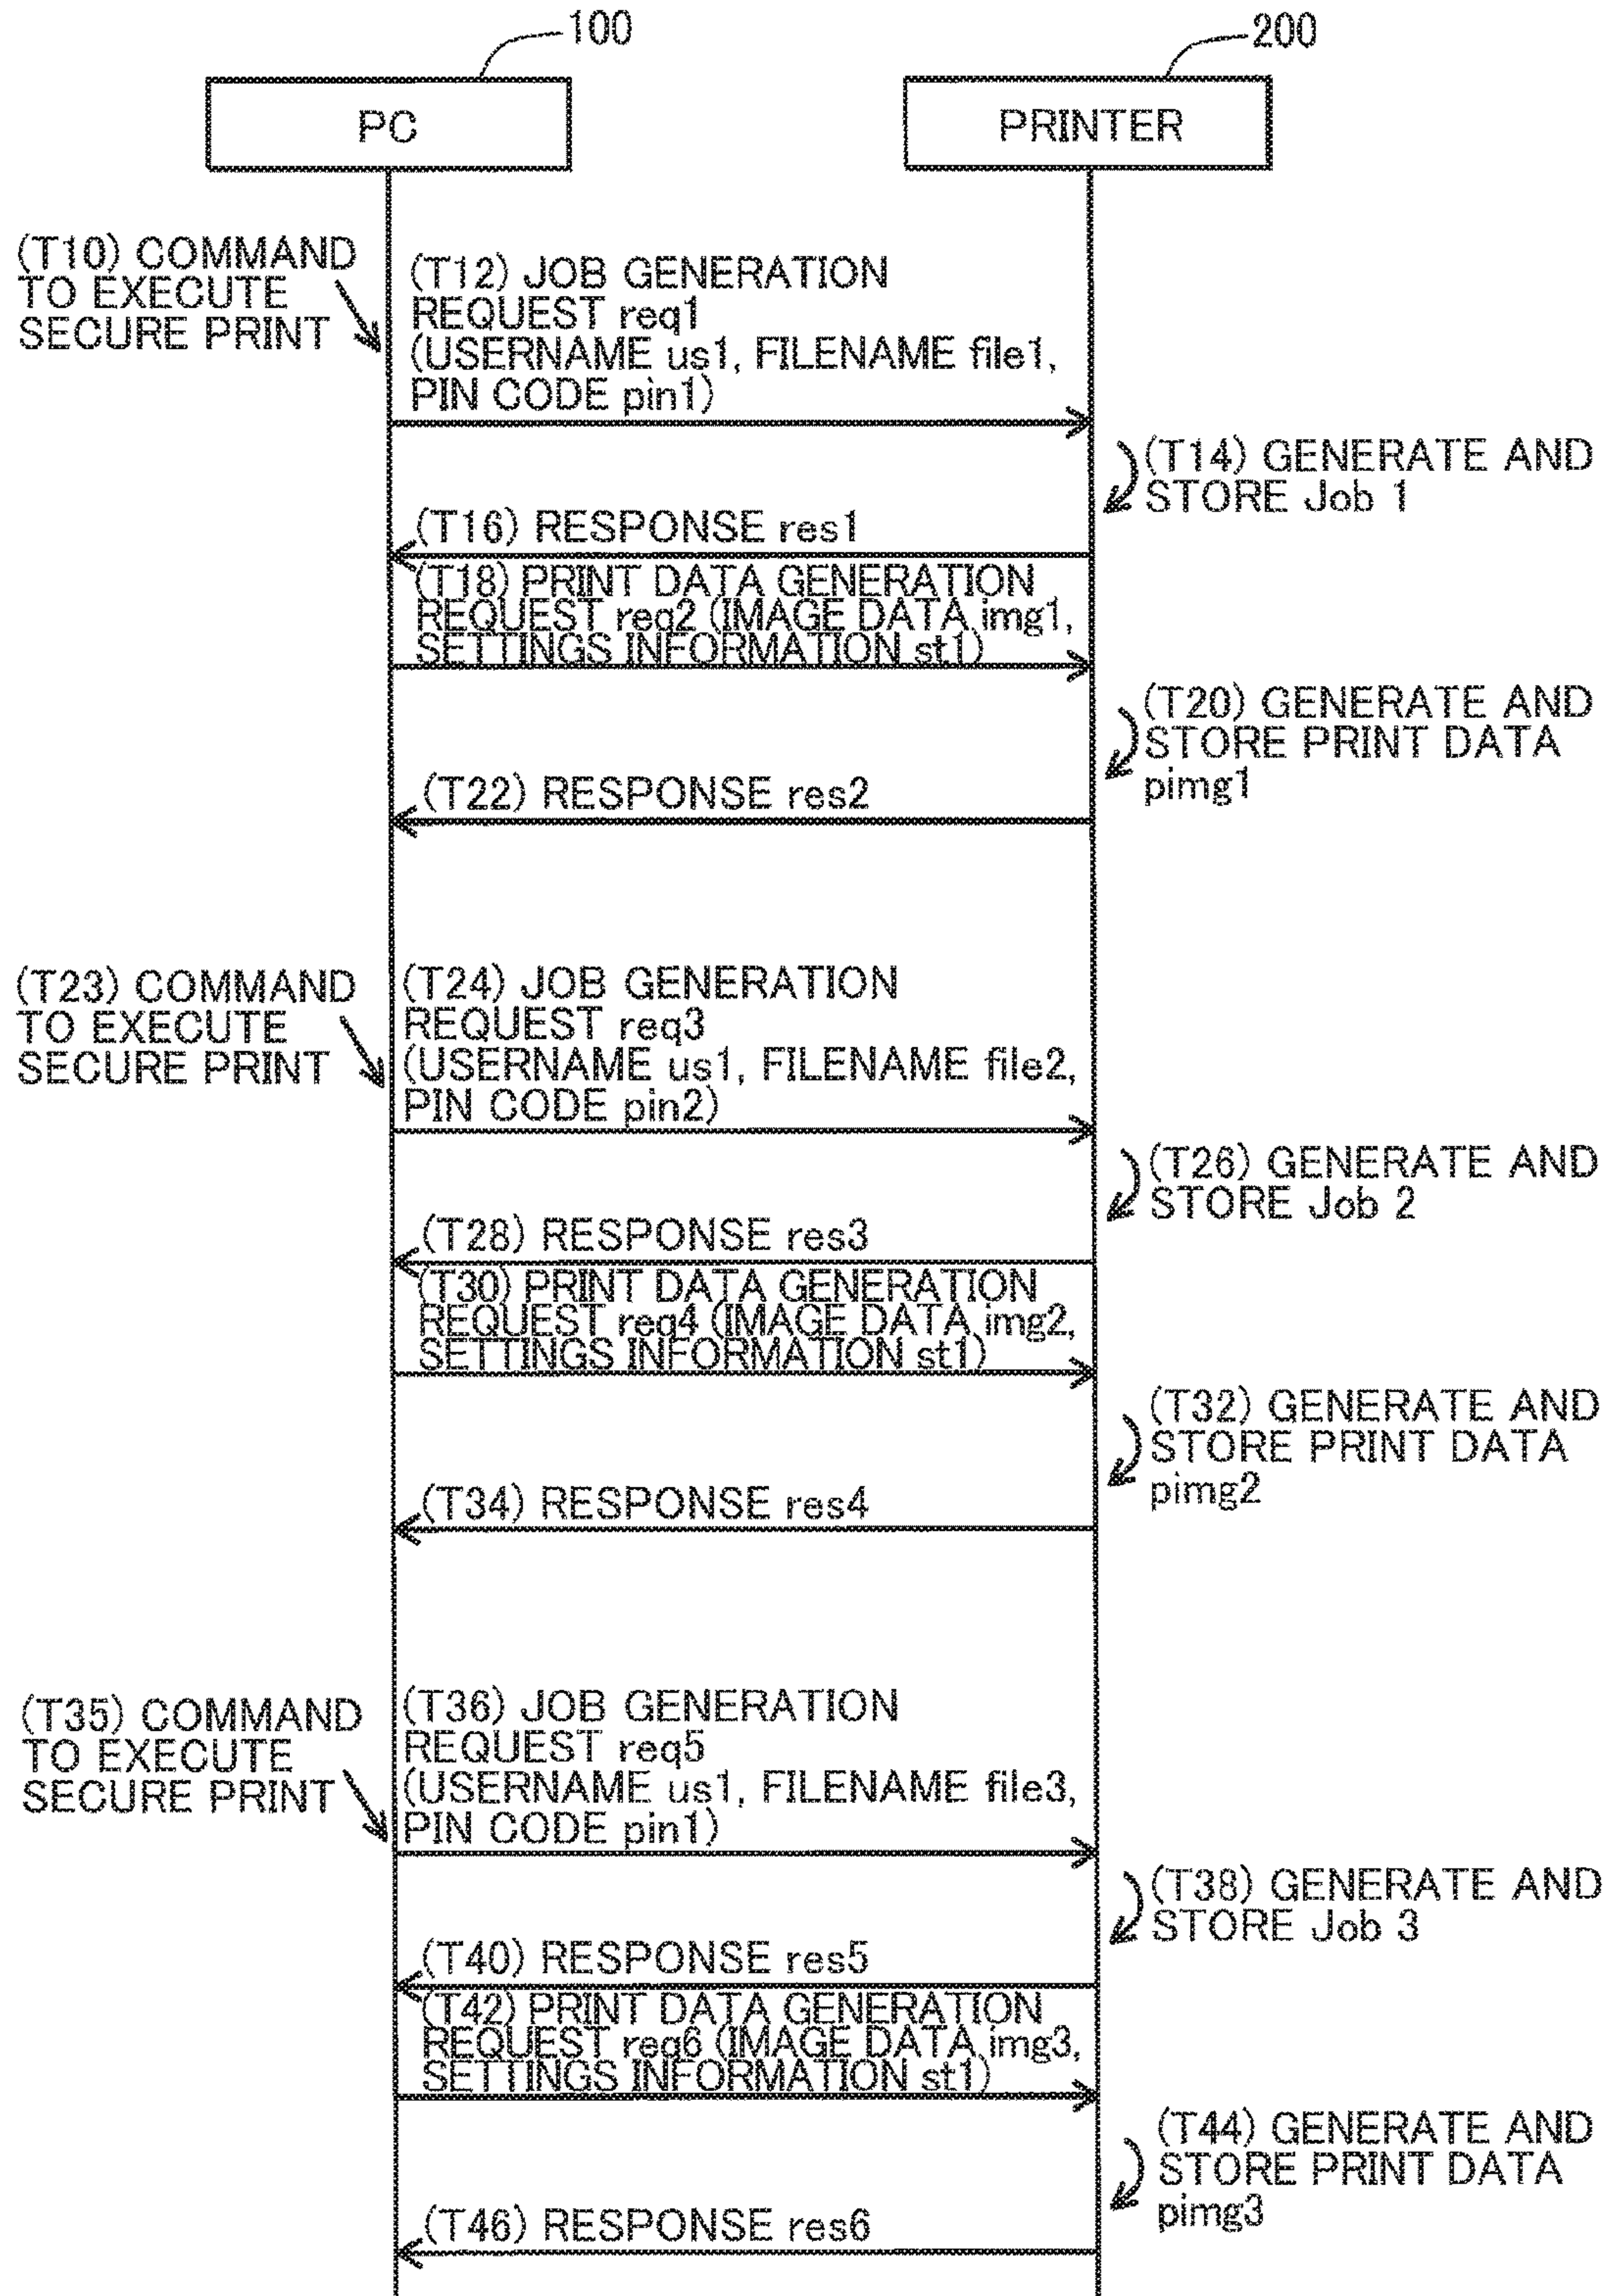 100
200
PC
PRINTER
(T10) COMMAND
TO EXECUTE
SECURE PRINT
(T12) JOB GENERATION
REQUEST req1
(USERNAME us1, FILENAME file1,
PIN CODE pin1)
(T14) GENERATE AND
STORE Job 1
(T16) RESPONSE res1
(T18) PRINT DATA GENERATION
REQUEST req2 (IMAGE DATA img1,
SETTINGS INFORMATION st1)
(T20) GENERATE AND
STORE PRINT DATA
pimg1
(T22) RESPONSE res2
(T23) COMMAND
TO EXECUTE
SECURE PRINT
(T24) JOB GENERATION
REQUEST req3
(USERNAME us1, FILENAME file2,
PIN CODE pin2)
(T26) GENERATE AND
STORE Job 2
(T28) RESPONSE res3
(T30) PRINT DATA GENERATION
REQUEST req4 (IMAGE DATA img2,
SETTINGS INFORMATION st1)
(T32) GENERATE AND
STORE PRINT DATA
pimg2
(T34) RESPONSE res4
(T35) COMMAND
TO EXECUTE
SECURE PRINT
(T36) JOB GENERATION
REQUEST req5
(USERNAME us1, FILENAME file3,
PIN CODE pin1)
(T38) GENERATE AND
STORE Job 3
(T40) RESPONSE res5
(T42) PRINT DATA GENERATION
REQUEST req6 (IMAGE DATA img3,
SETTINGS INFORMATION st1)
(T44) GENERATE AND
STORE PRINT DATA
pimg3
(T46) RESPONSE res6